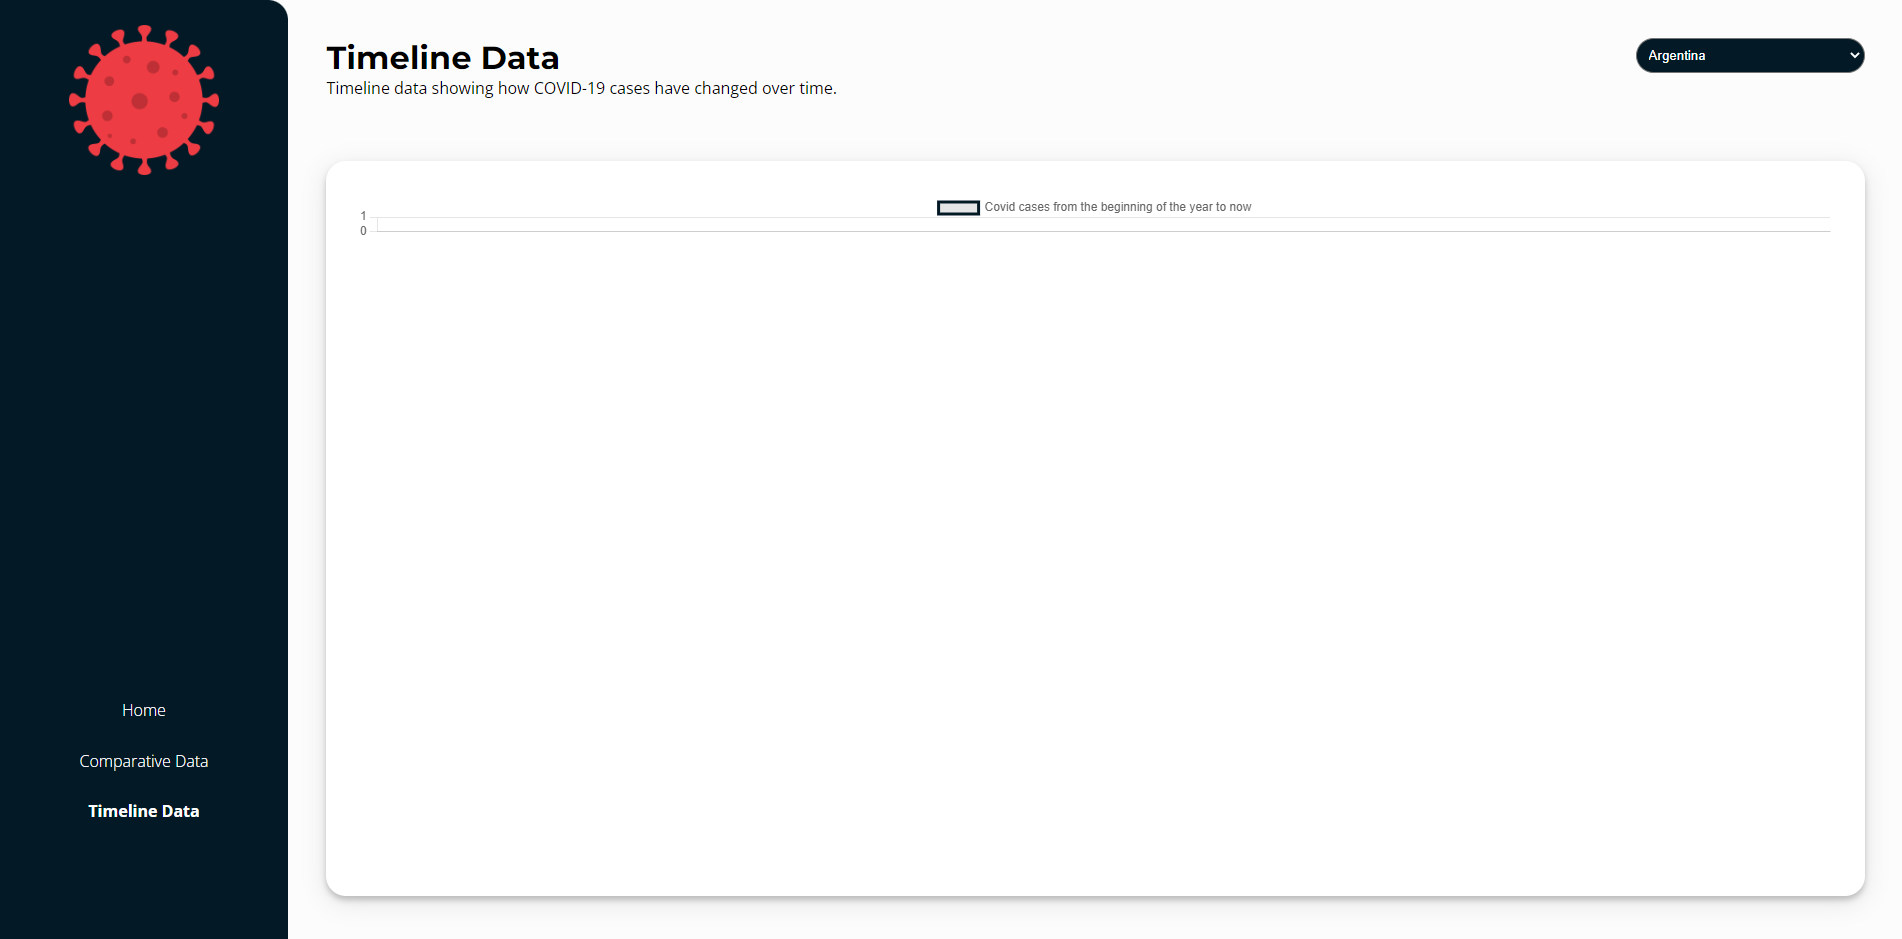 Timeline Data
Argentina
Timeline data showing how COVID-19 cases have changed over time.
Covid cases from the beginning of the year to now
1
0
Home
Comparative Data
Timeline Data